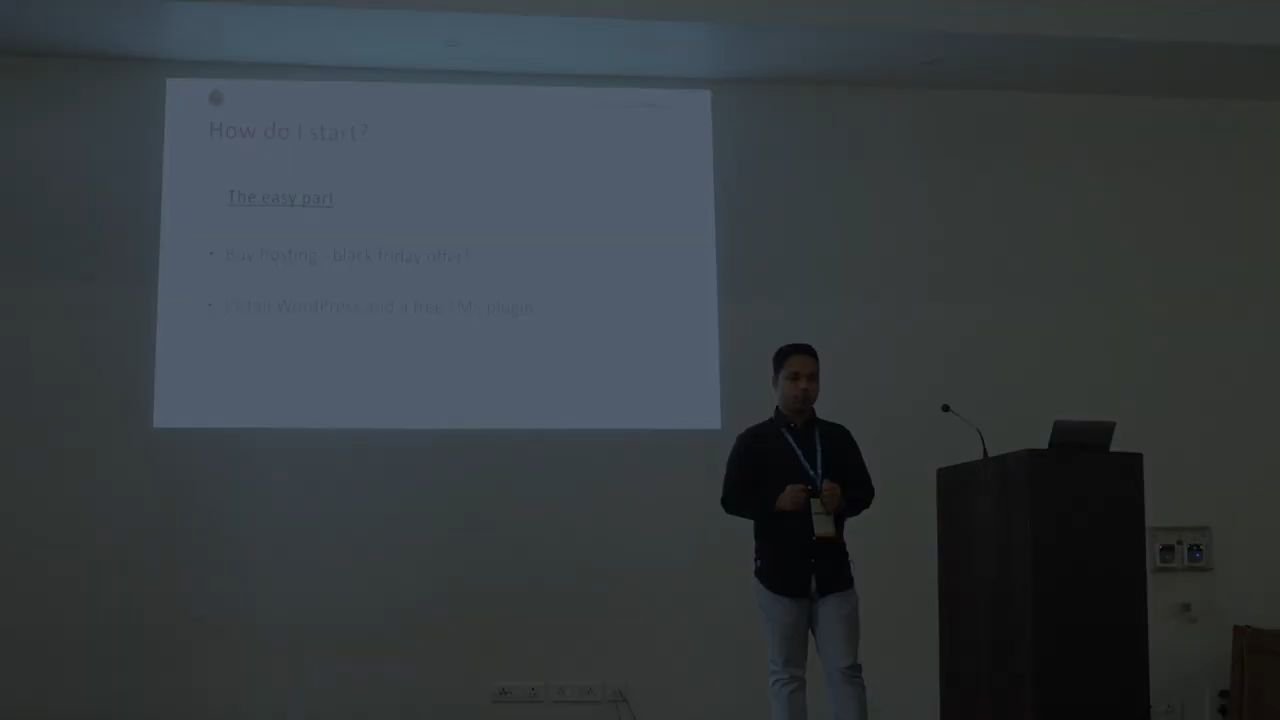 How do I start?
The easy part
• Buy hosting - black friday offer!
• Install WordPress and a free LMS plugin